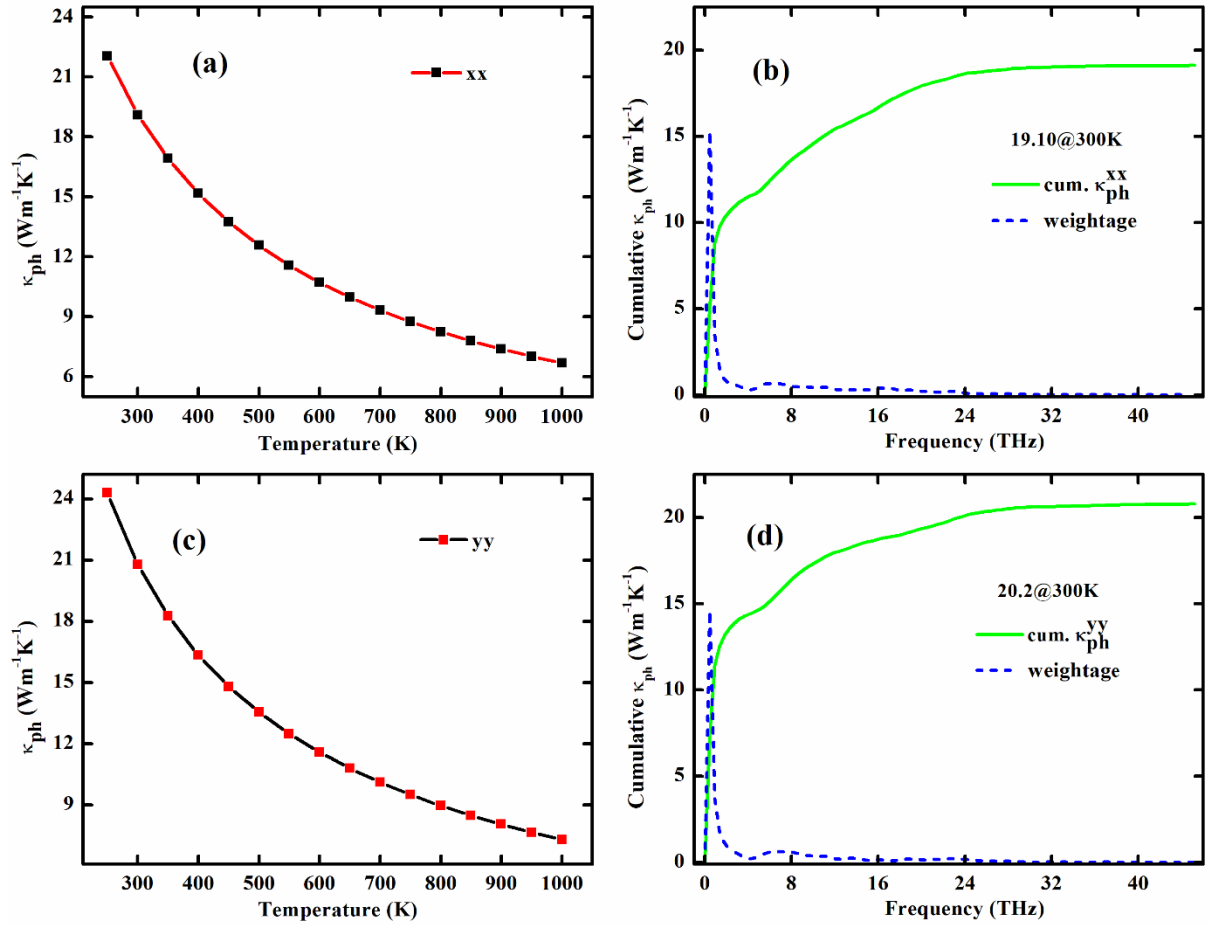 (a)
xx
24
21
18
15
12
9
6
κph (Wm-1K-1)
300 400 500 600 700 800 900 1000
Temperature (K)
(b)
19.10@300K
cum. κphxx
weightage
20
15
10
5
0
Cumulative κph (Wm-1K-1)
0 8 16 24 32 40
Frequency (THz)
(c)
yy
24
21
18
15
12
9
κph (Wm-1K-1)
300 400 500 600 700 800 900 1000
Temperature (K)
(d)
20.2@300K
cum. κphyy
weightage
20
15
10
5
0
Cumulative κph (Wm-1K-1)
0 8 16 24 32 40
Frequency (THz)